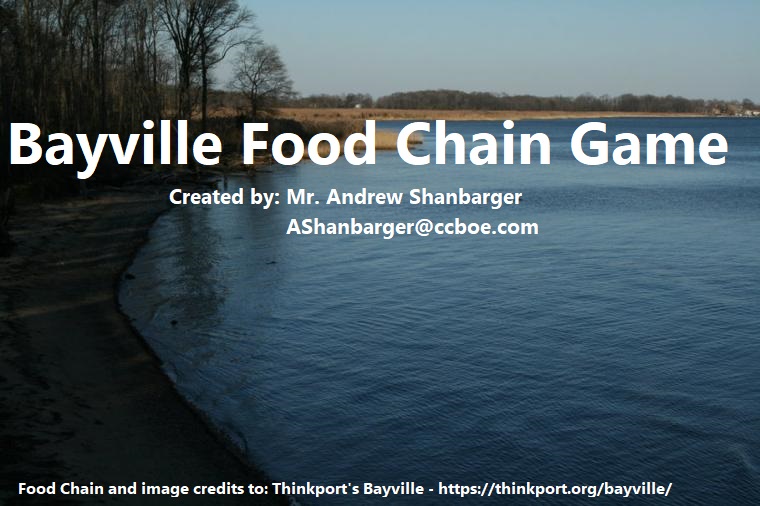 Bayville Food Chain Game
Created by: Mr. Andrew Shanbarger
AShanbarger@ccboe.com
Food Chain and image credits to: Thinkport's Bayville - https://thinkport.org/bayville/